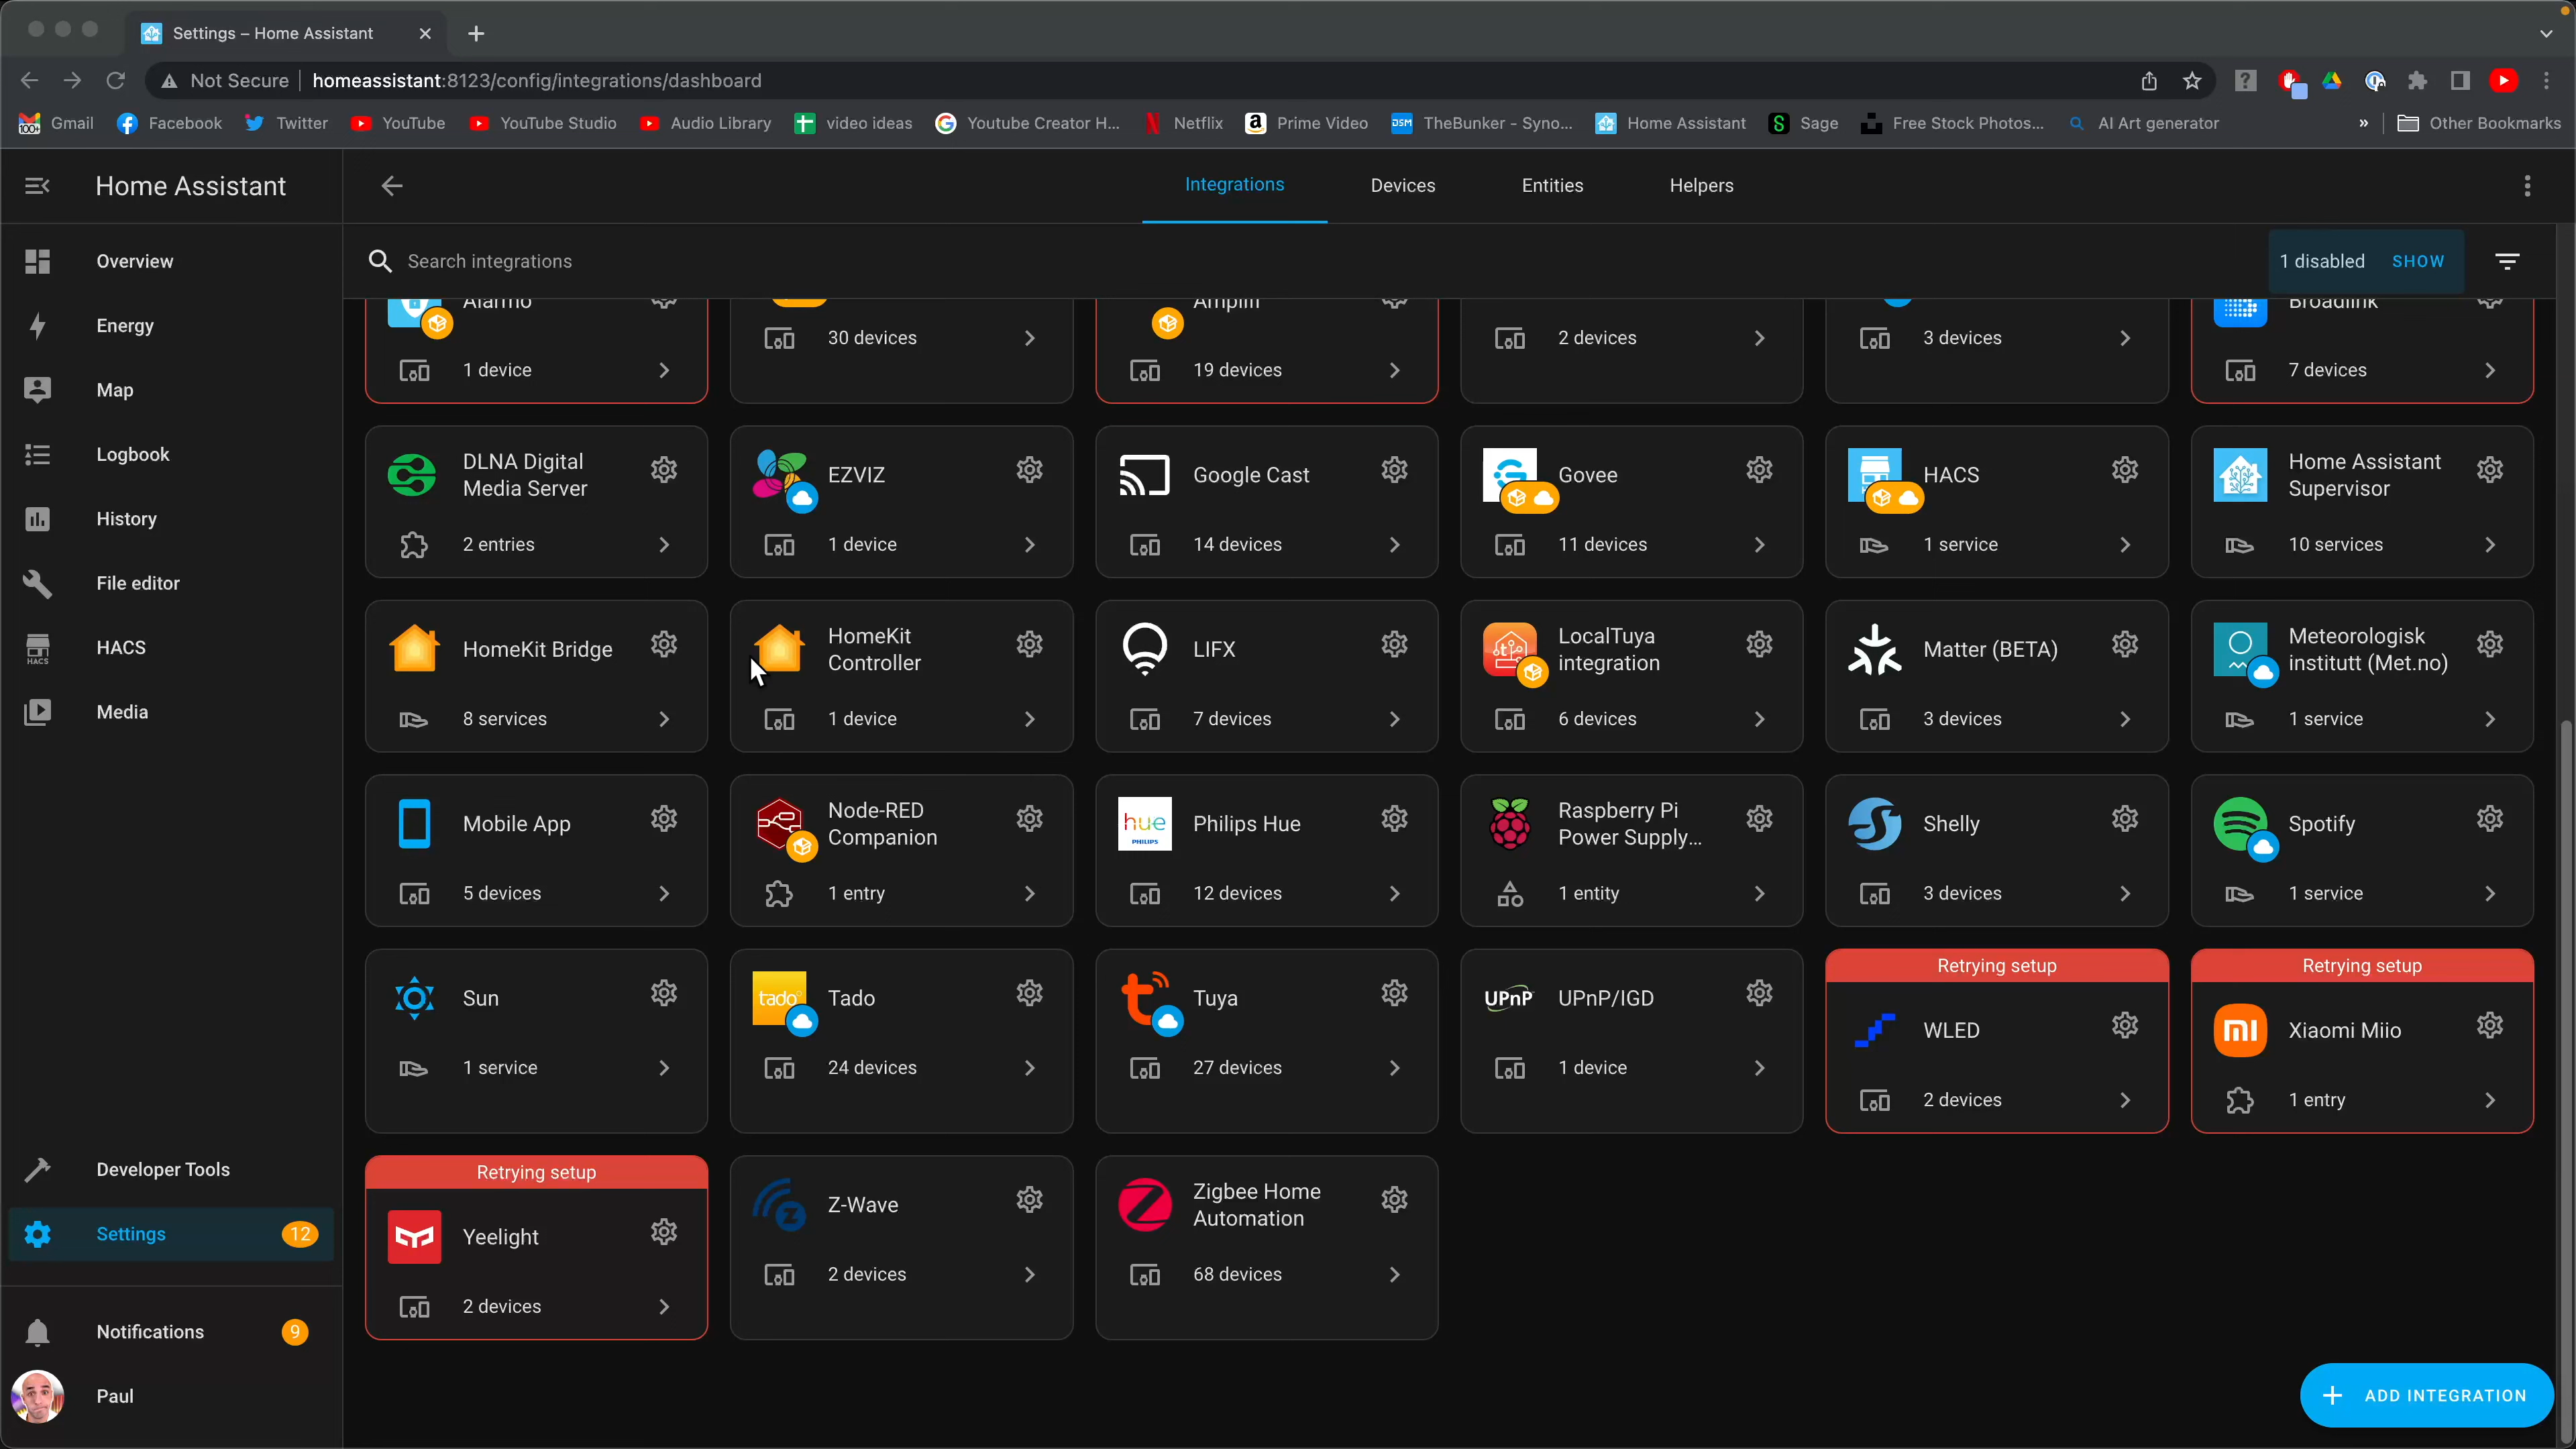 Settings – Home Assistant
Not Secure
homeassistant:8123/config/integrations/dashboard
Gmail
Facebook
Twitter
YouTube
YouTube Studio
Audio Library
video ideas
Youtube Creator H...
Netflix
Prime Video
DSM
TheBunker - Syno...
Home Assistant
Sage
Free Stock Photos...
AI Art generator
»
Other Bookmarks
Home Assistant
Integrations
Devices
Entities
Helpers
Overview
Energy
Map
Logbook
History
File editor
HACS
HACS
Media
Developer Tools
Settings
12
Notifications
9
Paul
Search integrations
1 disabled
SHOW
Alarmo
1 device
30 devices
Amplifi
19 devices
2 devices
3 devices
Broadlink
7 devices
DLNA Digital
Media Server
2 entries
EZVIZ
1 device
Google Cast
14 devices
Govee
11 devices
HACS
1 service
Home Assistant
Supervisor
10 services
HomeKit Bridge
8 services
HomeKit
Controller
1 device
LIFX
7 devices
LocalTuya
integration
6 devices
Matter (BETA)
3 devices
Meteorologisk
institutt (Met.no)
1 service
Mobile App
5 devices
Node-RED
Companion
1 entry
hue
PHILIPS
Philips Hue
12 devices
Raspberry Pi
Power Supply...
1 entity
Shelly
3 devices
Spotify
1 service
Sun
1 service
tado°
Tado
24 devices
Tuya
27 devices
UPnP
UPnP/IGD
1 device
Retrying setup
WLED
2 devices
Retrying setup
Xiaomi Miio
1 entry
Retrying setup
Yeelight
2 devices
Z-Wave
2 devices
Zigbee Home
Automation
68 devices
ADD INTEGRATION